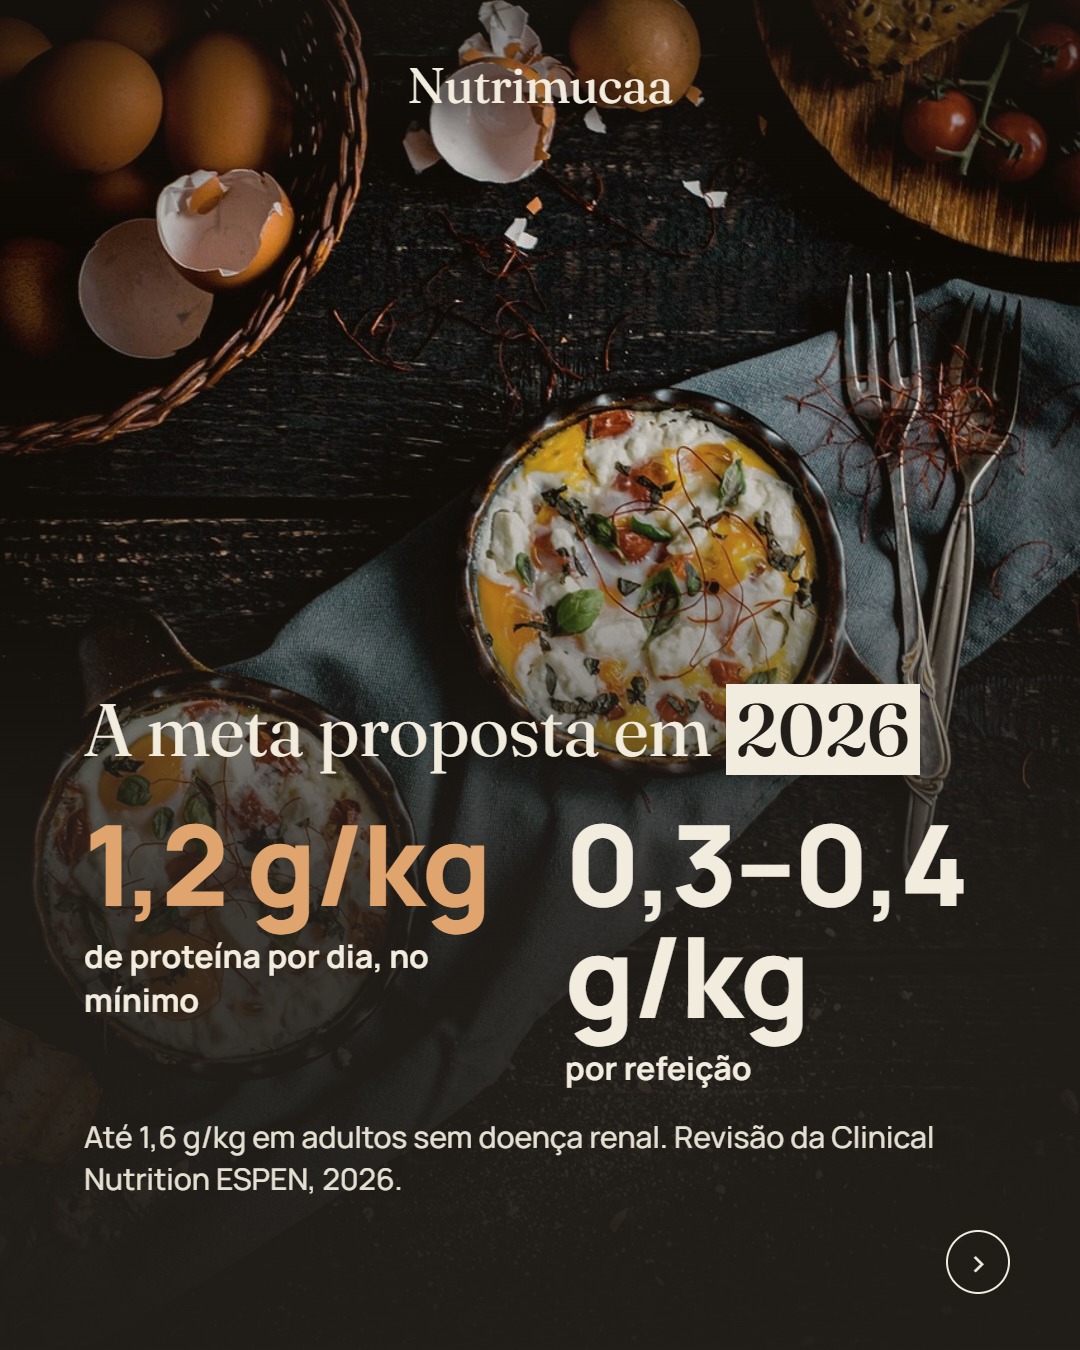 Nutrimucaa
A meta proposta em 2026
1,2 g/kg
de proteína por dia, no
mínimo
0,3–0,4
g/kg
por refeição
Até 1,6 g/kg em adultos sem doença renal. Revisão da Clinical
Nutrition ESPEN, 2026.